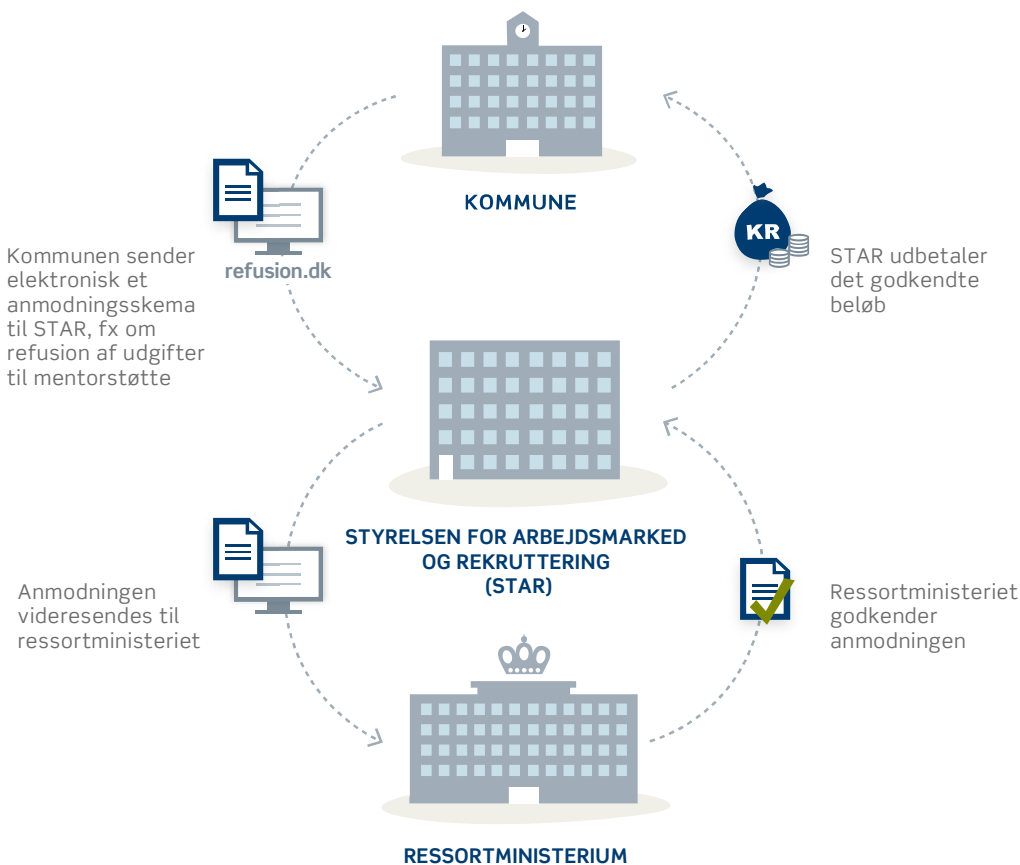 KOMMUNE
Kommunen sender
elektronisk et
anmodningsskema
til STAR, fx om
refusion af udgifter
til mentorstøtte
refusion.dk
KR
STAR udbetaler
det godkendte
beløb
STYRELSEN FOR ARBEJDSMARKED
OG REKRUTTERING
(STAR)
Anmodningen
videresendes til
ressortministeriet
Ressortministeriet
godkender
anmodningen
RESSORTMINISTERIUM